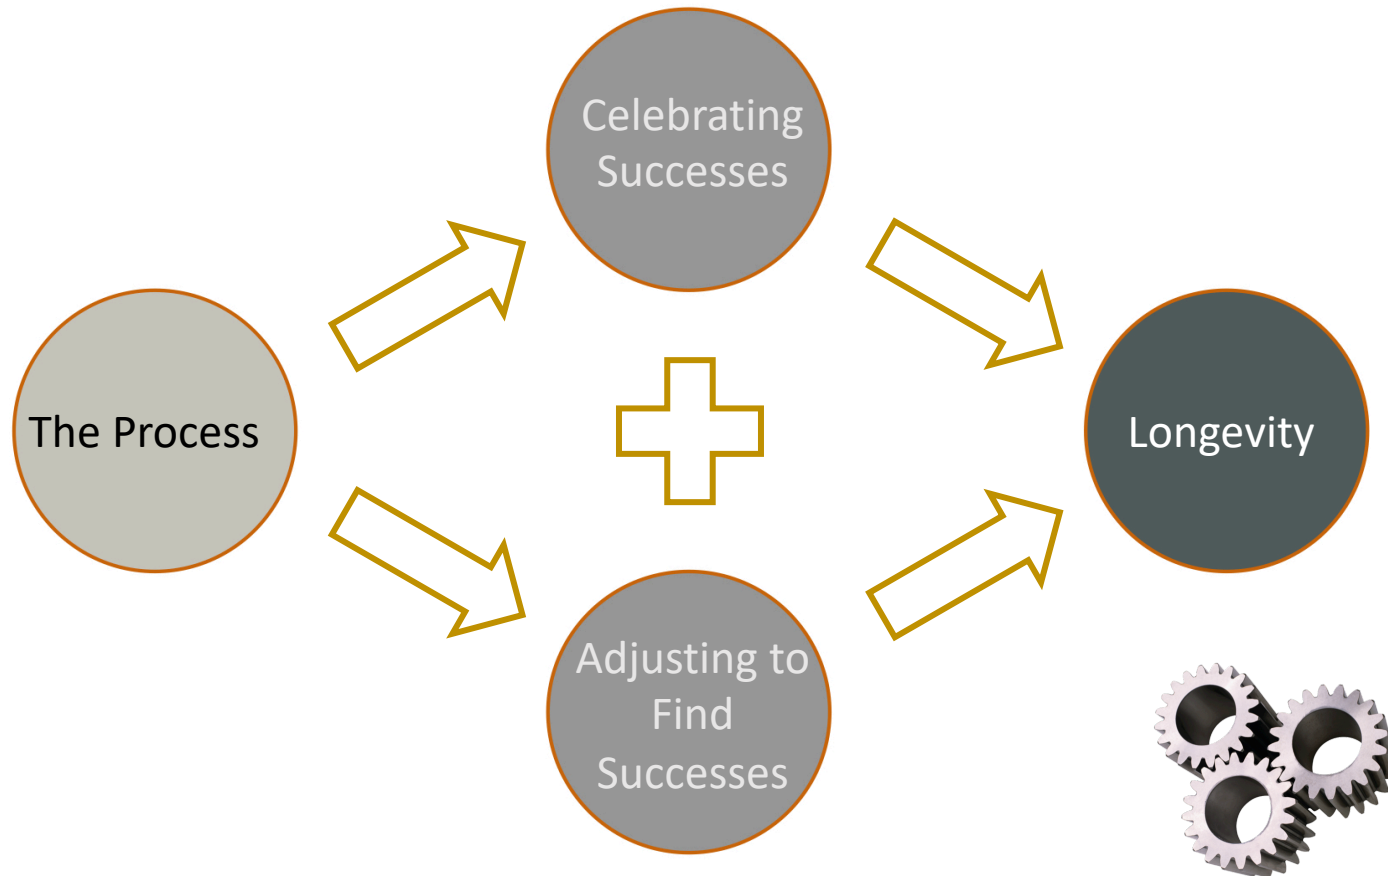 Celebrating
Successes
The Process
Longevity
Adjusting to
Find
Successes